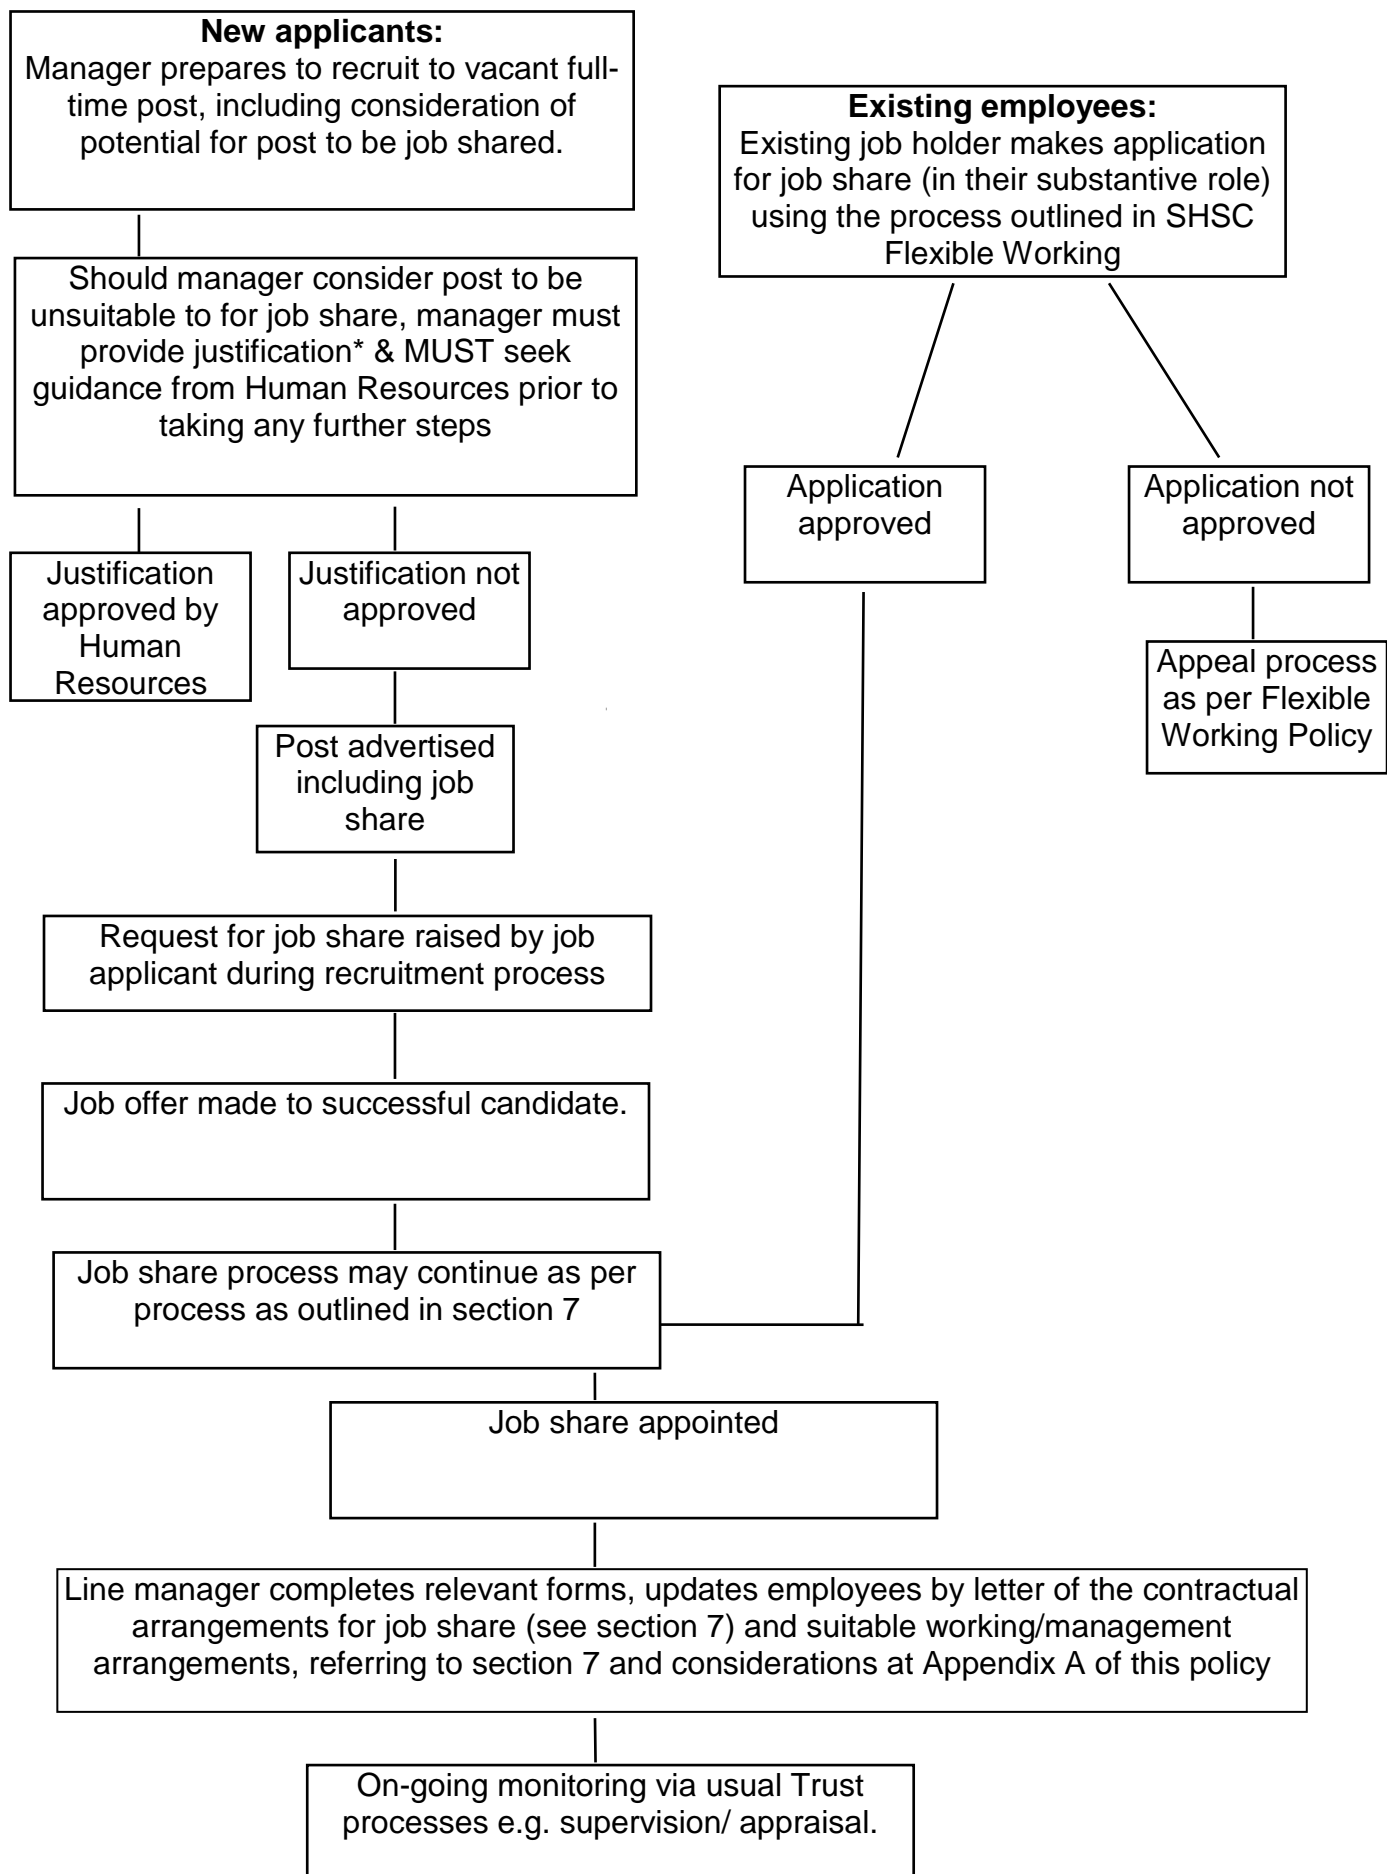 New applicants:
Manager prepares to recruit to vacant full-
time post, including consideration of
potential for post to be job shared.
Existing employees:
Existing job holder makes application
for job share (in their substantive role)
using the process outlined in SHSC
Flexible Working
Should manager consider post to be
unsuitable to for job share, manager must
provide justification* & MUST seek
guidance from Human Resources prior to
taking any further steps
Application
approved
Application not
approved
Justification
approved by
Human
Resources
Justification not
approved
Appeal process
as per Flexible
Working Policy
Post advertised
including job
share
Request for job share raised by job
applicant during recruitment process
Job offer made to successful candidate.
Job share process may continue as per
process as outlined in section 7
Job share appointed
Line manager completes relevant forms, updates employees by letter of the contractual
arrangements for job share (see section 7) and suitable working/management
arrangements, referring to section 7 and considerations at Appendix A of this policy
On-going monitoring via usual Trust
processes e.g. supervision/ appraisal.